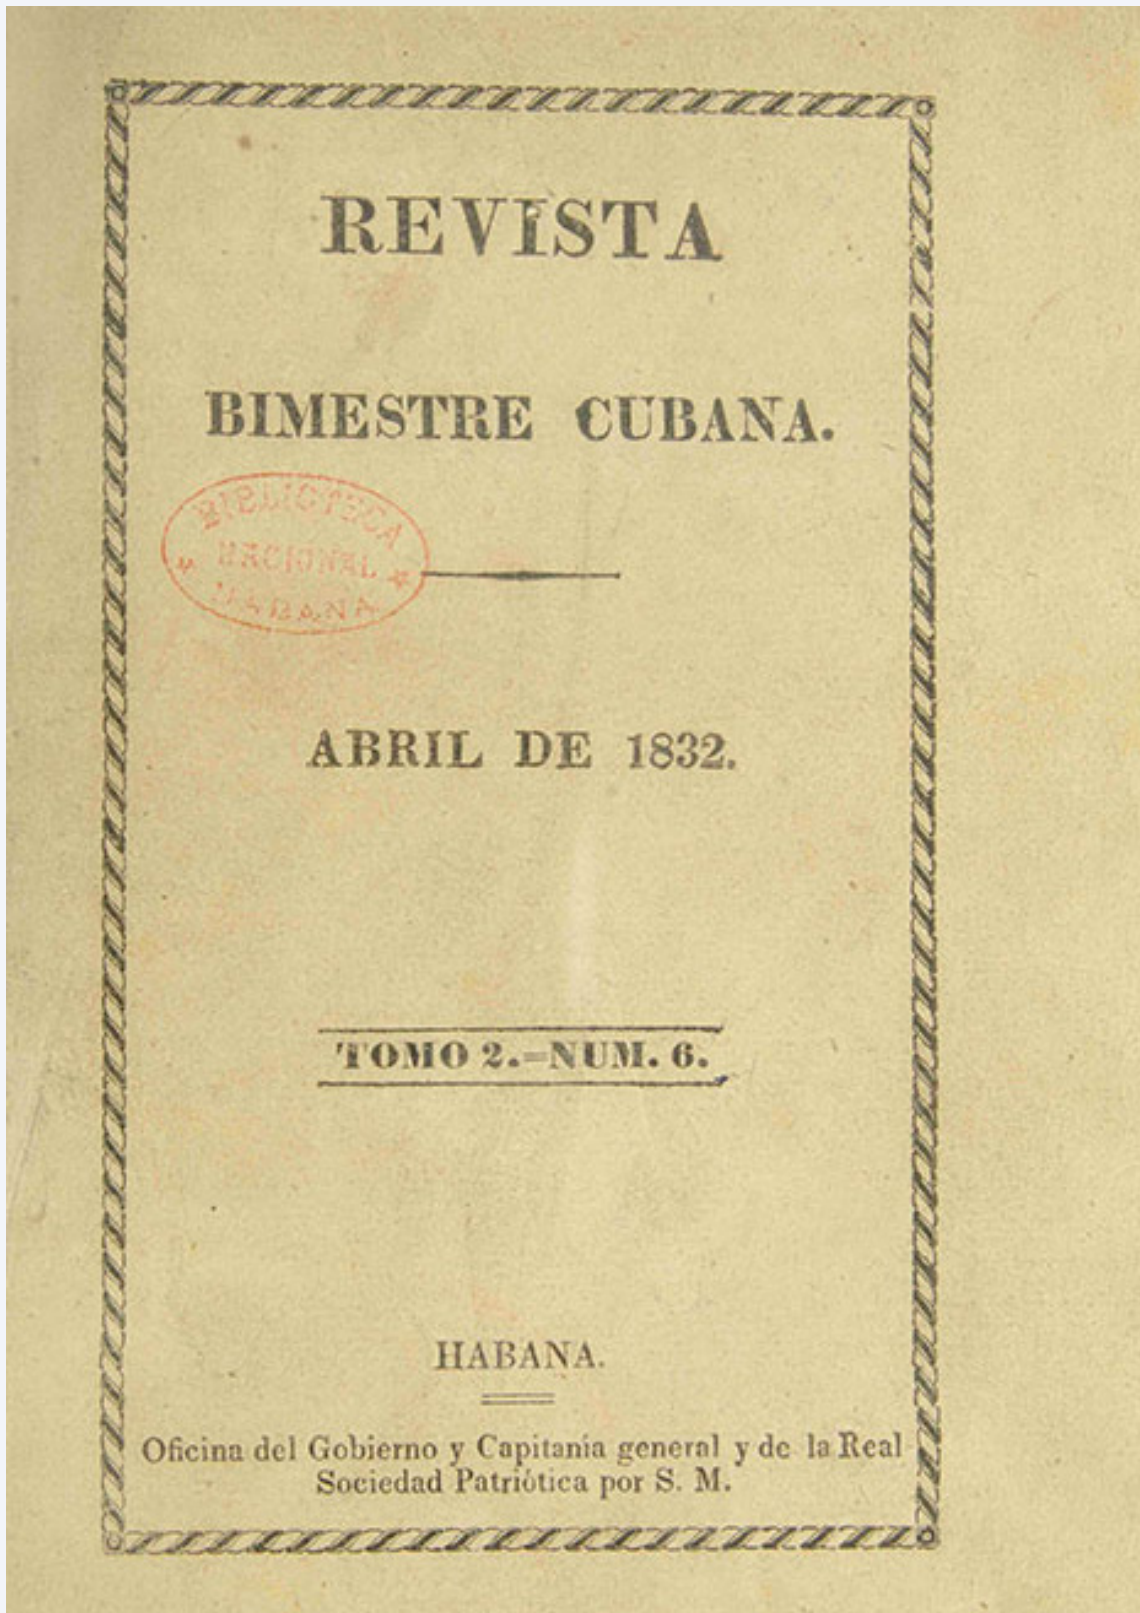 REVISTA
BIMESTRE CUBANA.
BIBLIOTECA
NACIONAL
HABANA
ABRIL DE 1832.
TOMO 2.=NUM. 6.
HABANA.
Oficina del Gobierno y Capitanía general y de la Real
Sociedad Patriótica por S. M.